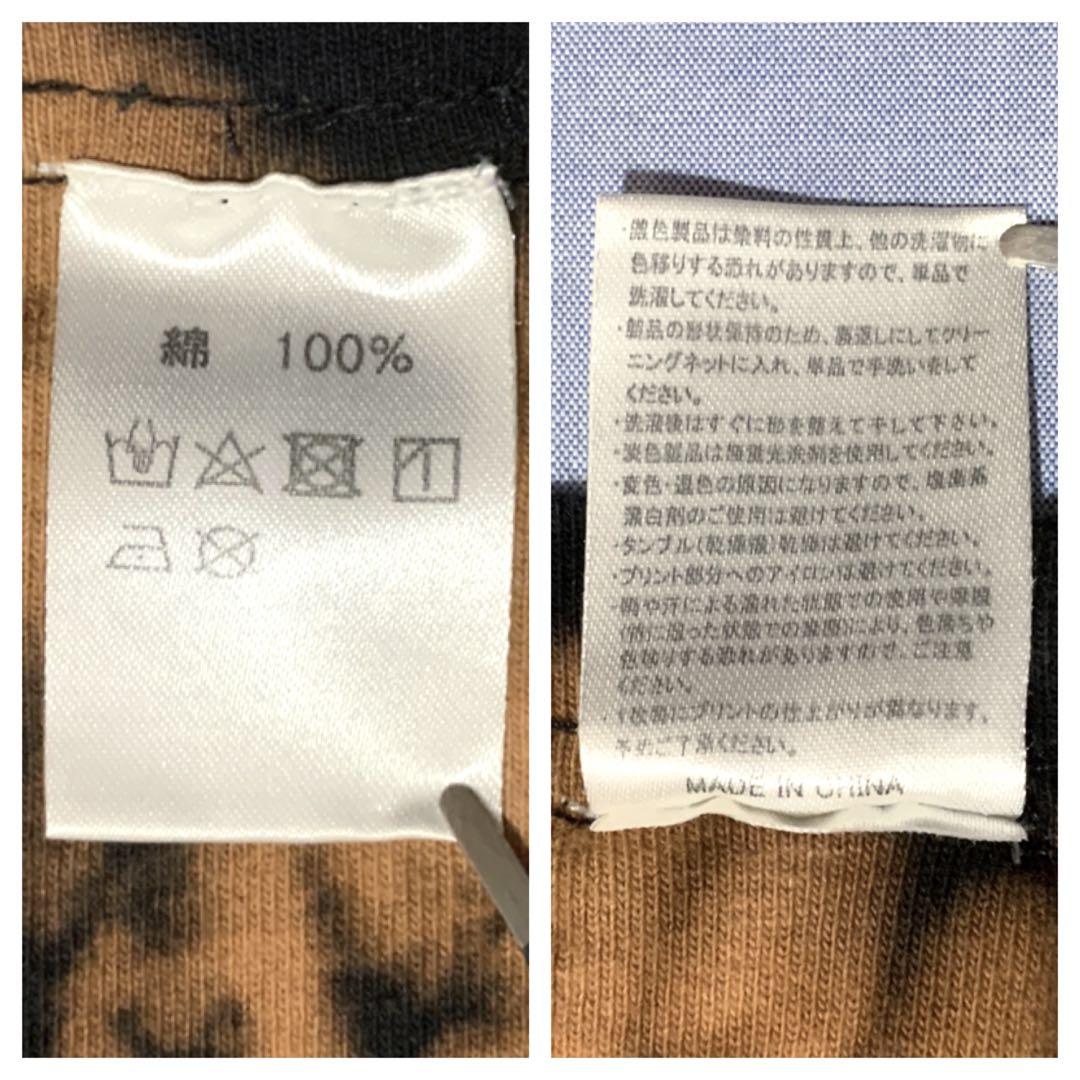 綿 100%
・濃色製品は染料の性質上、他の洗濯物に
色移りする恐れがありますので、単品で
洗濯してください。
・製品の形状保持のため、裏返しにしてクリー
ニングネットに入れ、単品で手洗いをして
ください。
・洗濯後はすぐに形を整えて干して下さい。
・淡色製品は無蛍光洗剤を使用してください。
・変色・退色の原因になりますので、塩素系
漂白剤のご使用は避けてください。
・タンブル(乾燥機)乾燥は避けてください。
・プリント部分へのアイロンは避けてください。
・雨や汗による濡れた状態での使用や摩擦
(特に湿った状態での摩擦)により、色落ちや
色移りする恐れがありますので、ご注意
ください。
・1枚毎にプリントの仕上がりが異なります。
予めご了承ください。
MADE IN CHINA